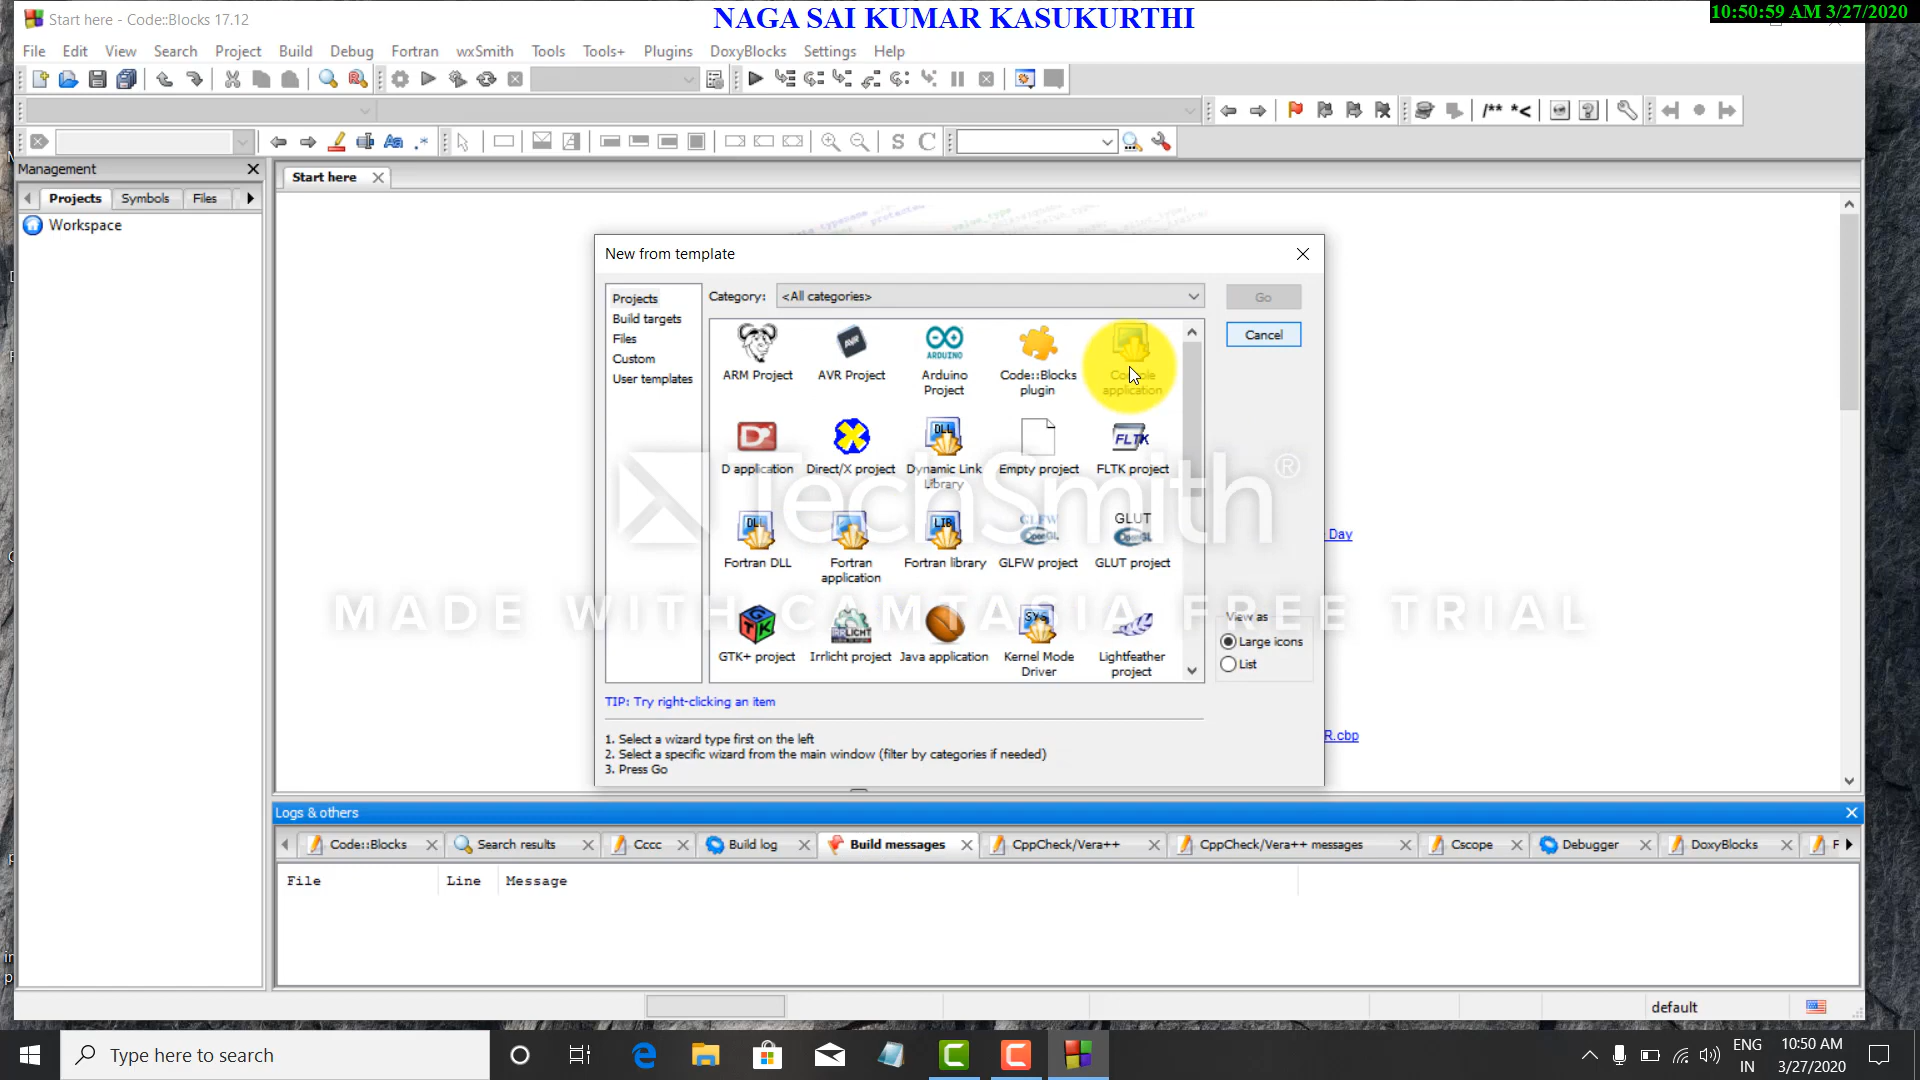 Start here - Code::Blocks 17.12
NAGA SAI KUMAR KASUKURTHI
10:50:59 AM 3/27/2020
File Edit View Search Project Build Debug Fortran wxSmith Tools Tools+ Plugins DoxyBlocks Settings Help
/** *<
Aa .*
S C
Management
Start here
Projects Symbols Files
Workspace
New from template
Projects
Build targets
Files
Custom
User templates
Category: <All categories>
Go
Cancel
ARM Project AVR Project Arduino Project Code::Blocks plugin Console application
D application Direct/X project Dynamic Link Library Empty project FLTK project
Fortran DLL Fortran application Fortran library GLFW project GLUT project
GTK+ project Irrlicht project Java application Kernel Mode Driver Lightfeather project
TechSmith®
MADE WITH CAMTASIA FREE TRIAL
View as
Large icons
List
TIP: Try right-clicking an item
1. Select a wizard type first on the left
2. Select a specific wizard from the main window (filter by categories if needed)
3. Press Go
Day
R.cbp
Logs & others
Code::Blocks Search results Cccc Build log Build messages CppCheck/Vera++ CppCheck/Vera++ messages Cscope Debugger DoxyBlocks F
File Line Message
default
Type here to search
ENG
IN
10:50 AM
3/27/2020